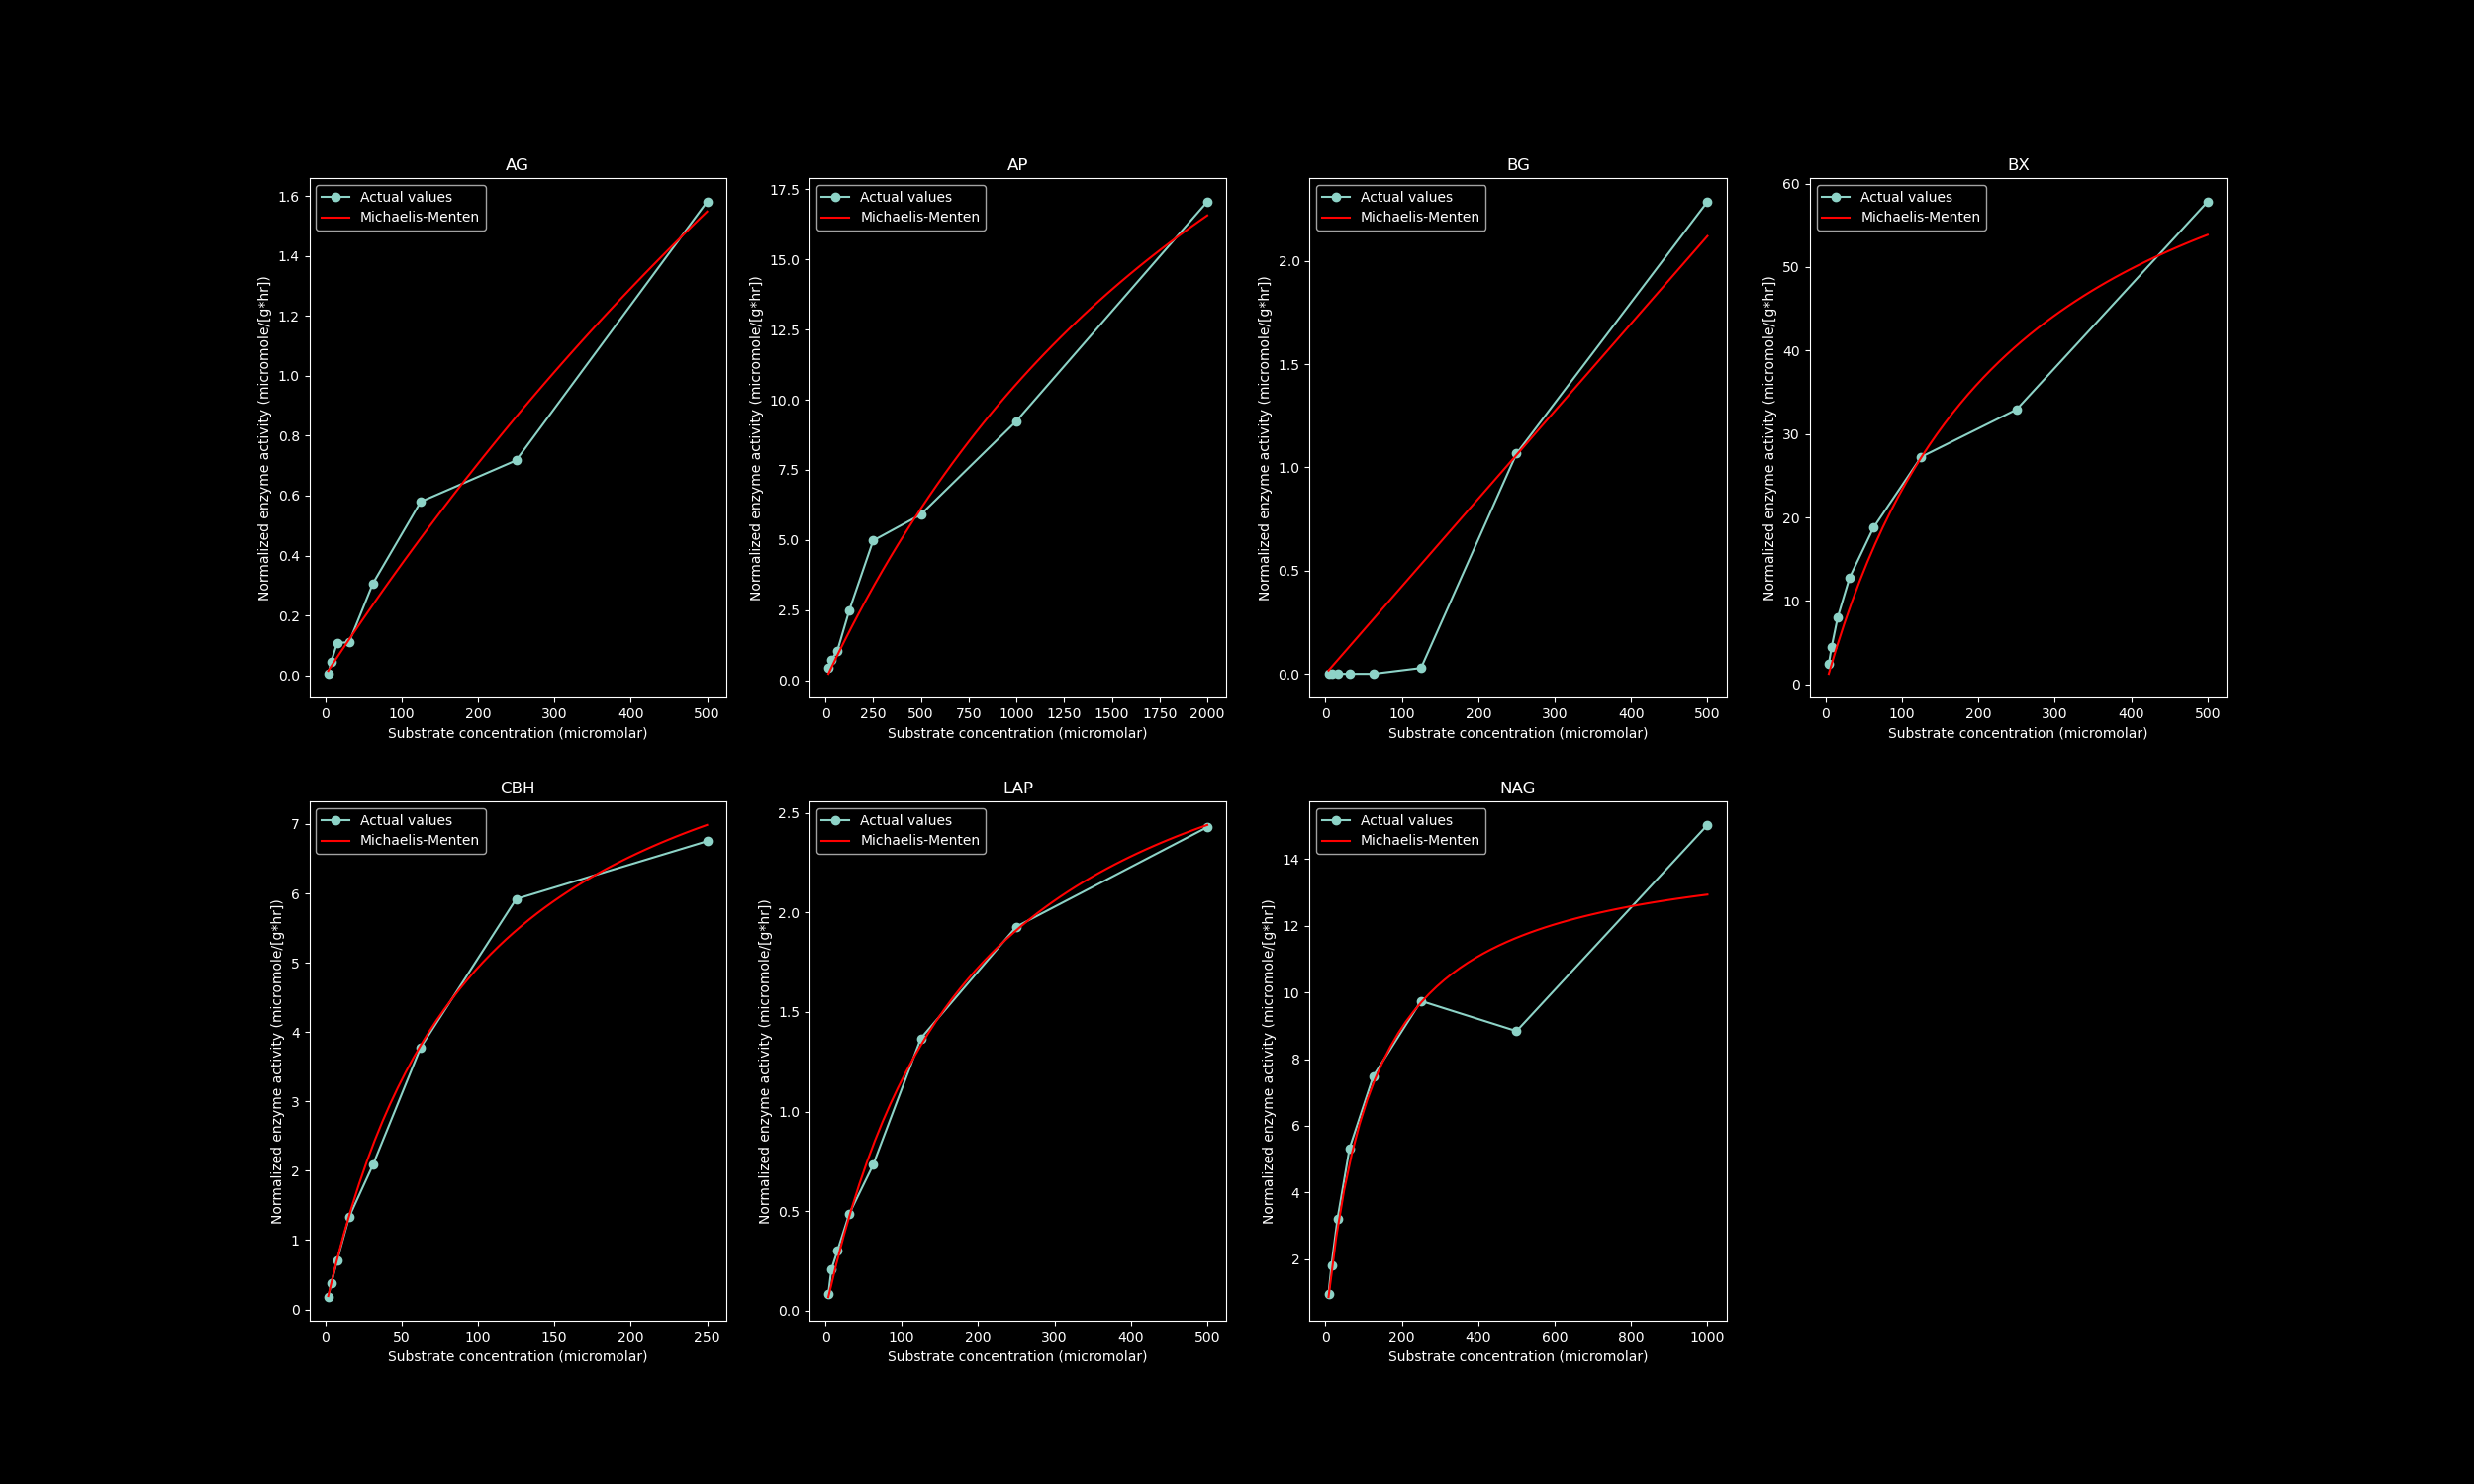 AG
Actual values
Michaelis-Menten
Normalized enzyme activity (micromole/[g*hr])
1.6
1.4
1.2
1.0
0.8
0.6
0.4
0.2
0.0
0 100 200 300 400 500
Substrate concentration (micromolar)
AP
Actual values
Michaelis-Menten
Normalized enzyme activity (micromole/[g*hr])
17.5
15.0
12.5
10.0
7.5
5.0
2.5
0.0
0 250 500 750 1000 1250 1500 1750 2000
Substrate concentration (micromolar)
BG
Actual values
Michaelis-Menten
Normalized enzyme activity (micromole/[g*hr])
2.0
1.5
1.0
0.5
0.0
0 100 200 300 400 500
Substrate concentration (micromolar)
BX
Actual values
Michaelis-Menten
Normalized enzyme activity (micromole/[g*hr])
60
50
40
30
20
10
0
0 100 200 300 400 500
Substrate concentration (micromolar)
CBH
Actual values
Michaelis-Menten
Normalized enzyme activity (micromole/[g*hr])
7
6
5
4
3
2
1
0
0 50 100 150 200 250
Substrate concentration (micromolar)
LAP
Actual values
Michaelis-Menten
Normalized enzyme activity (micromole/[g*hr])
2.5
2.0
1.5
1.0
0.5
0.0
0 100 200 300 400 500
Substrate concentration (micromolar)
NAG
Actual values
Michaelis-Menten
Normalized enzyme activity (micromole/[g*hr])
14
12
10
8
6
4
2
0 200 400 600 800 1000
Substrate concentration (micromolar)